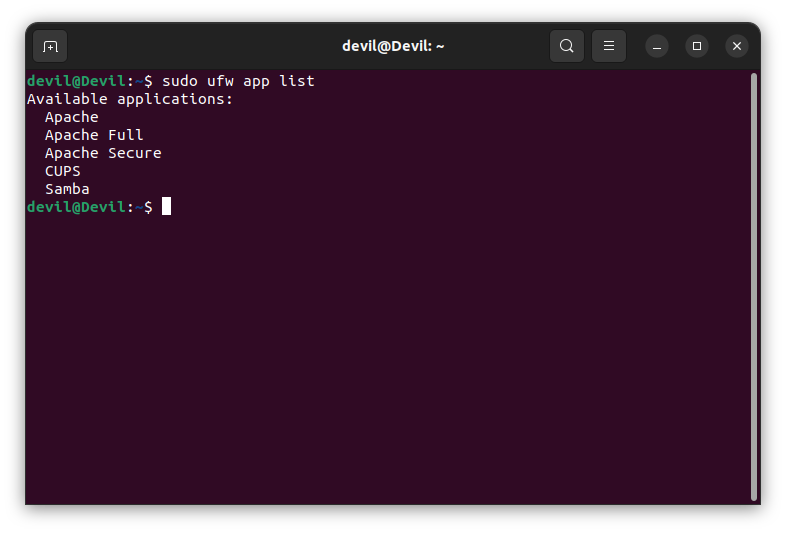 devil@Devil: ~
devil@Devil:~$ sudo ufw app list
Available applications:
  Apache
  Apache Full
  Apache Secure
  CUPS
  Samba
devil@Devil:~$